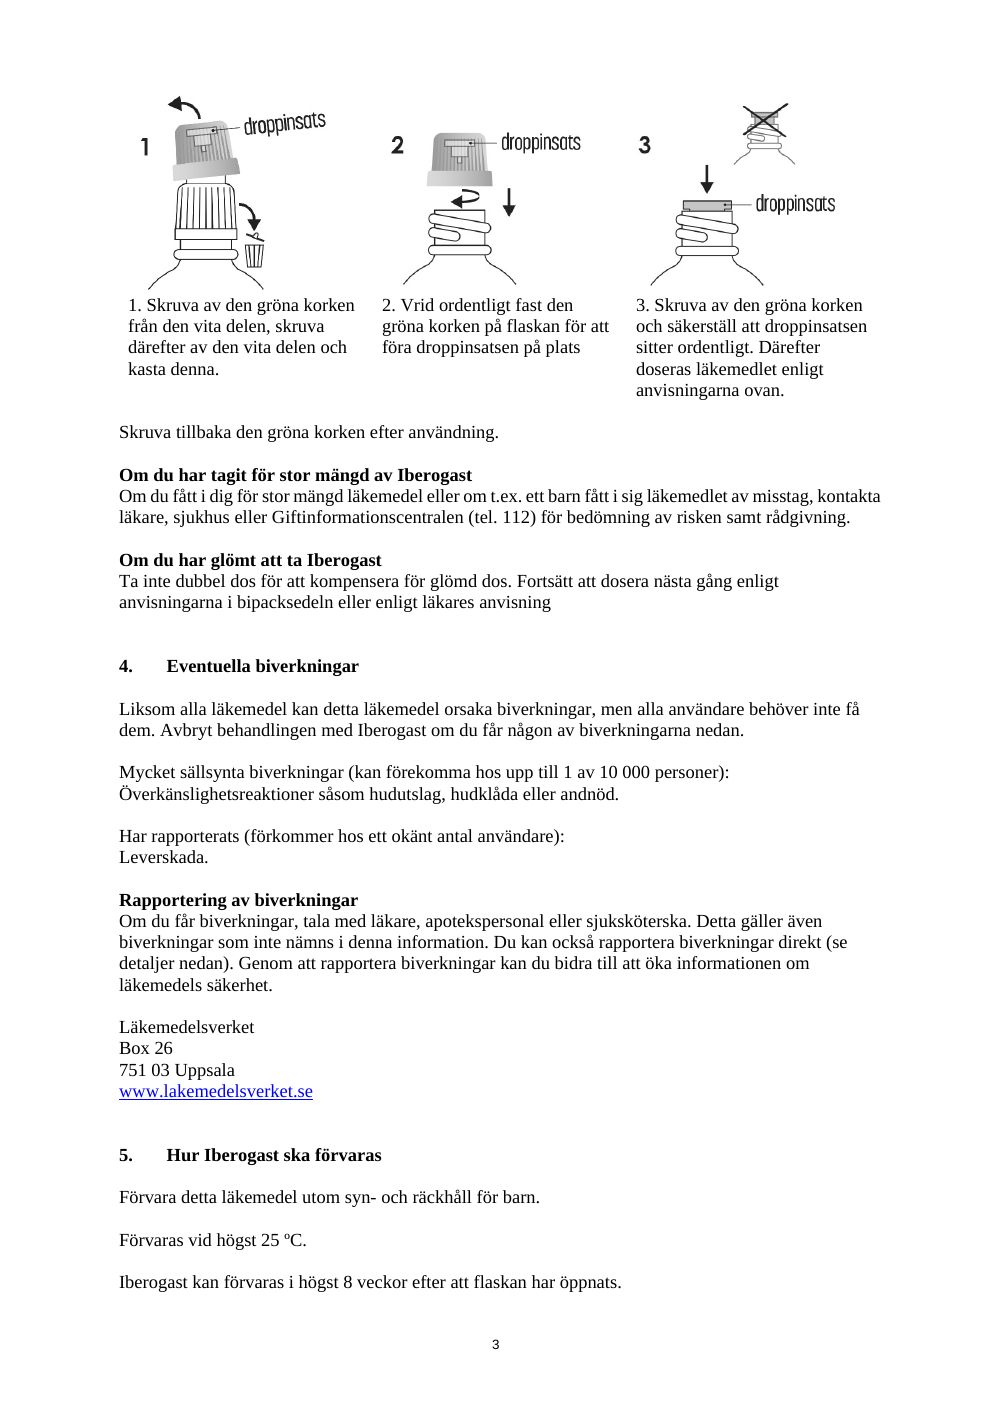 1
droppinsats
2
droppinsats
3
droppinsats
1. Skruva av den gröna korken
från den vita delen, skruva
därefter av den vita delen och
kasta denna.
2. Vrid ordentligt fast den
gröna korken på flaskan för att
föra droppinsatsen på plats
3. Skruva av den gröna korken
och säkerställ att droppinsatsen
sitter ordentligt. Därefter
doseras läkemedlet enligt
anvisningarna ovan.
Skruva tillbaka den gröna korken efter användning.
Om du har tagit för stor mängd av Iberogast
Om du fått i dig för stor mängd läkemedel eller om t.ex. ett barn fått i sig läkemedlet av misstag, kontakta
läkare, sjukhus eller Giftinformationscentralen (tel. 112) för bedömning av risken samt rådgivning.
Om du har glömt att ta Iberogast
Ta inte dubbel dos för att kompensera för glömd dos. Fortsätt att dosera nästa gång enligt
anvisningarna i bipacksedeln eller enligt läkares anvisning
4. Eventuella biverkningar
Liksom alla läkemedel kan detta läkemedel orsaka biverkningar, men alla användare behöver inte få
dem. Avbryt behandlingen med Iberogast om du får någon av biverkningarna nedan.
Mycket sällsynta biverkningar (kan förekomma hos upp till 1 av 10 000 personer):
Överkänslighetsreaktioner såsom hudutslag, hudklåda eller andnöd.
Har rapporterats (förkommer hos ett okänt antal användare):
Leverskada.
Rapportering av biverkningar
Om du får biverkningar, tala med läkare, apotekspersonal eller sjuksköterska. Detta gäller även
biverkningar som inte nämns i denna information. Du kan också rapportera biverkningar direkt (se
detaljer nedan). Genom att rapportera biverkningar kan du bidra till att öka informationen om
läkemedels säkerhet.
Läkemedelsverket
Box 26
751 03 Uppsala
www.lakemedelsverket.se
5. Hur Iberogast ska förvaras
Förvara detta läkemedel utom syn- och räckhåll för barn.
Förvaras vid högst 25 ºC.
Iberogast kan förvaras i högst 8 veckor efter att flaskan har öppnats.
3